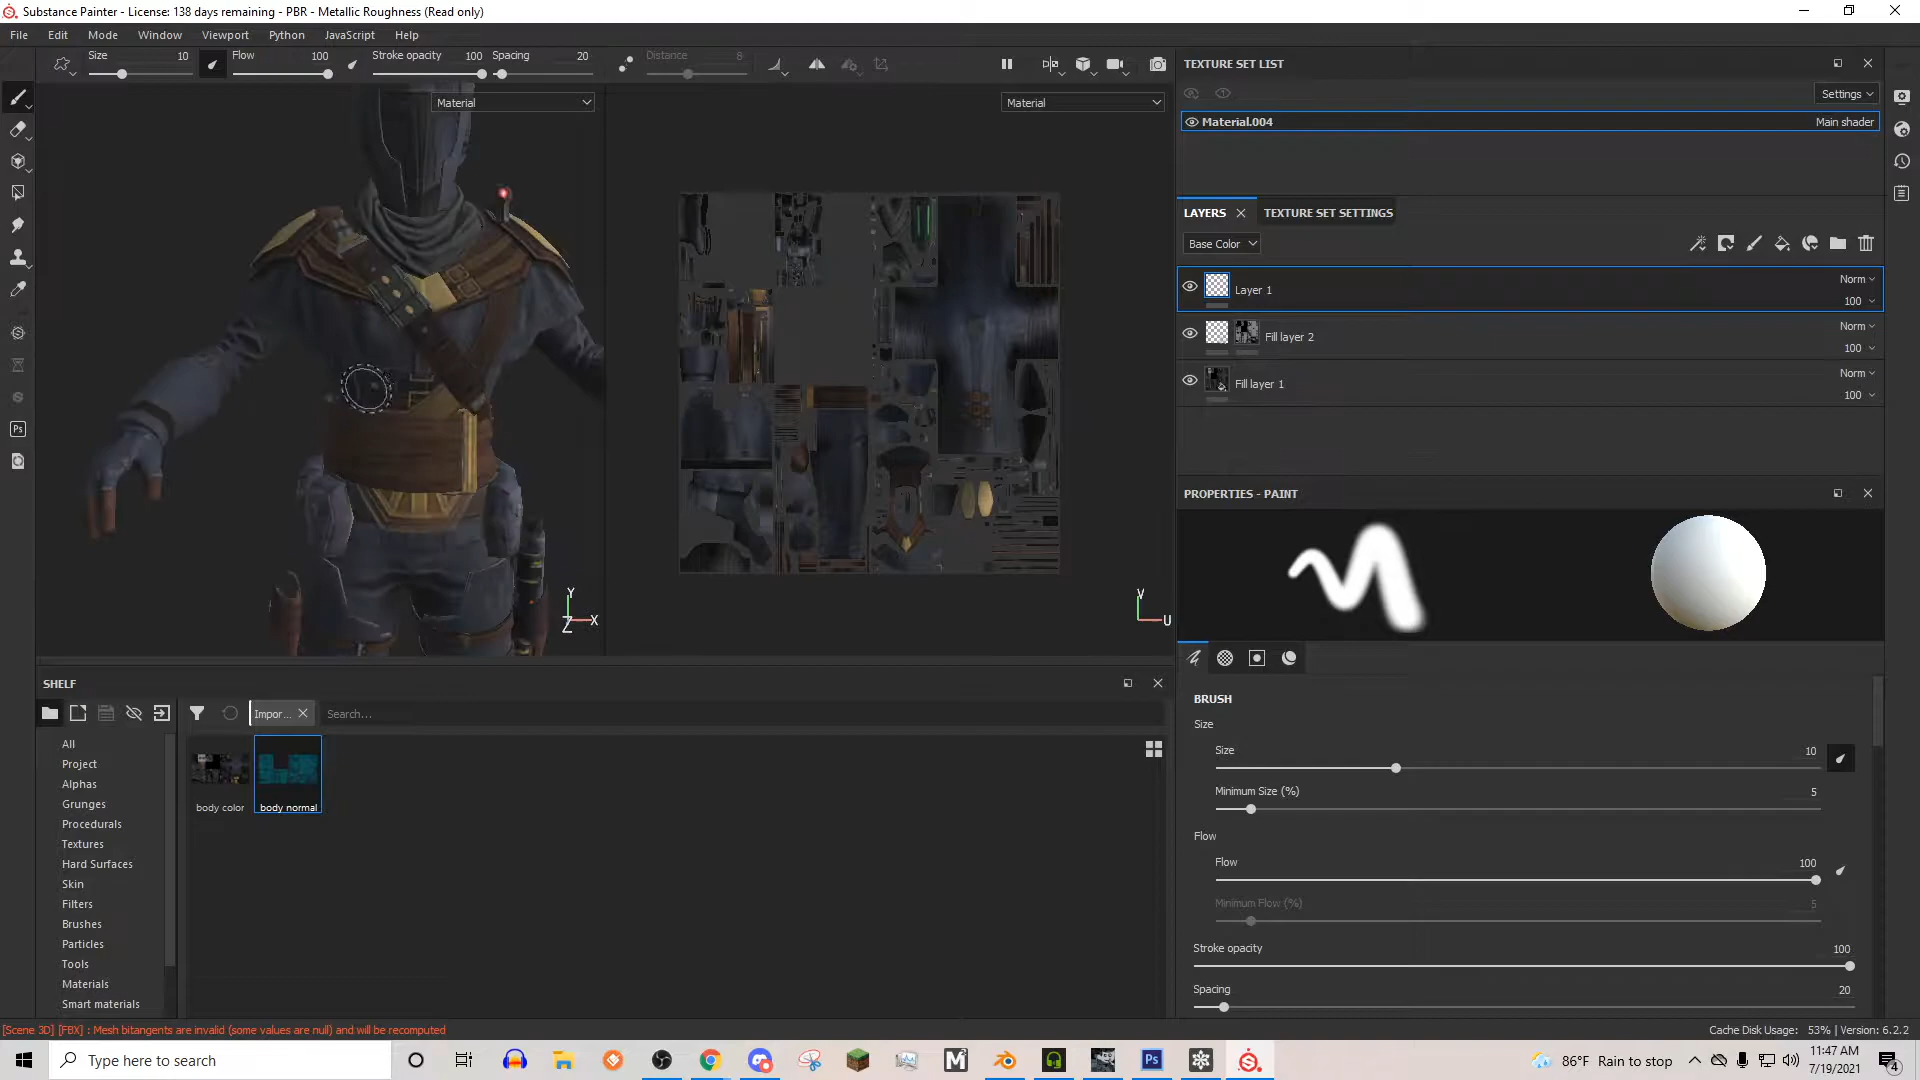 Substance Painter - License: 138 days remaining - PBR - Metallic Roughness (Read only)
File Edit Mode Window Viewport Python JavaScript Help
Size 10 Flow 100 Stroke opacity 100 Spacing 20 Distance 8
Material
Material
Y
X
Z
V
U
TEXTURE SET LIST
Settings
Material.004 Main shader
LAYERS TEXTURE SET SETTINGS
Base Color
Layer 1 Norm
100
Fill layer 2 Norm
100
Fill layer 1 Norm
100
PROPERTIES - PAINT
BRUSH
Size
Size 10
Minimum Size (%) 5
Flow
Flow 100
Minimum Flow (%) 5
Stroke opacity 100
Spacing 20
SHELF
Impor... Search...
All
Project
Alphas
Grunges
Procedurals
Textures
Hard Surfaces
Skin
Filters
Brushes
Particles
Tools
Materials
Smart materials
body color body normal
[Scene 3D] [FBX] : Mesh bitangents are invalid (some values are null) and will be recomputed
Cache Disk Usage: 53% | Version: 6.2.2
Type here to search
Ps
M
Ps
86°F Rain to stop
11:47 AM
7/19/2021
4